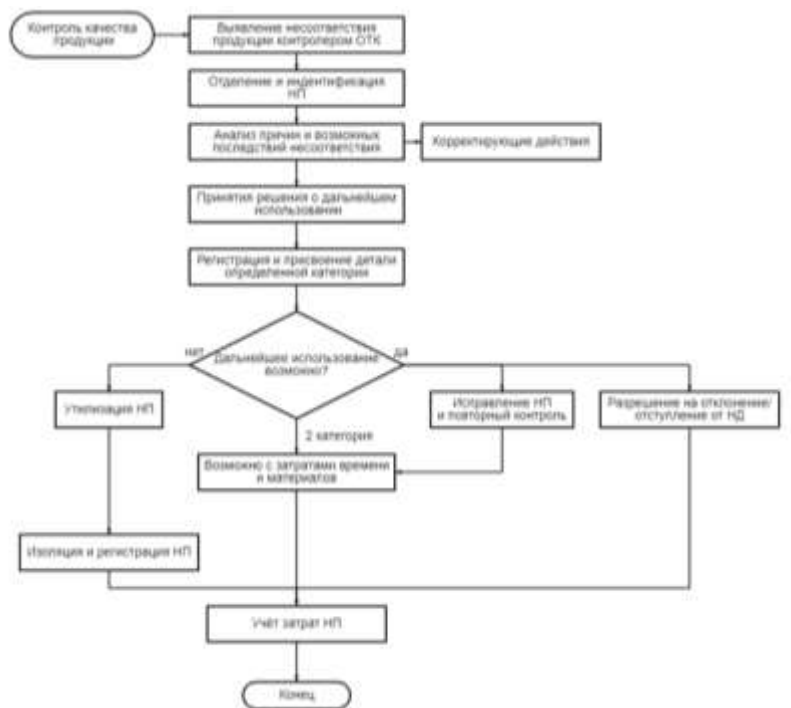 Контроль качества
продукции
Выявление несоответствия
продукции контролером ОТК
Отделение и индентификация
НП
Анализ причин и возможных
последствий несоответствия
Корректирующие действия
Принятия решения о дальнейшем
использовании
Регистрация и присвоение детали
определенной категории
нет
Дальнейшее использование
возможно?
да
Утилизация НП
Исправление НП
и повторный контроль
Разрешение на отклонение/
отступление от НД
2 категория
Возможно с затратами времени
и материалов
Изоляция и регистрация НП
Учёт затрат НП
Конец